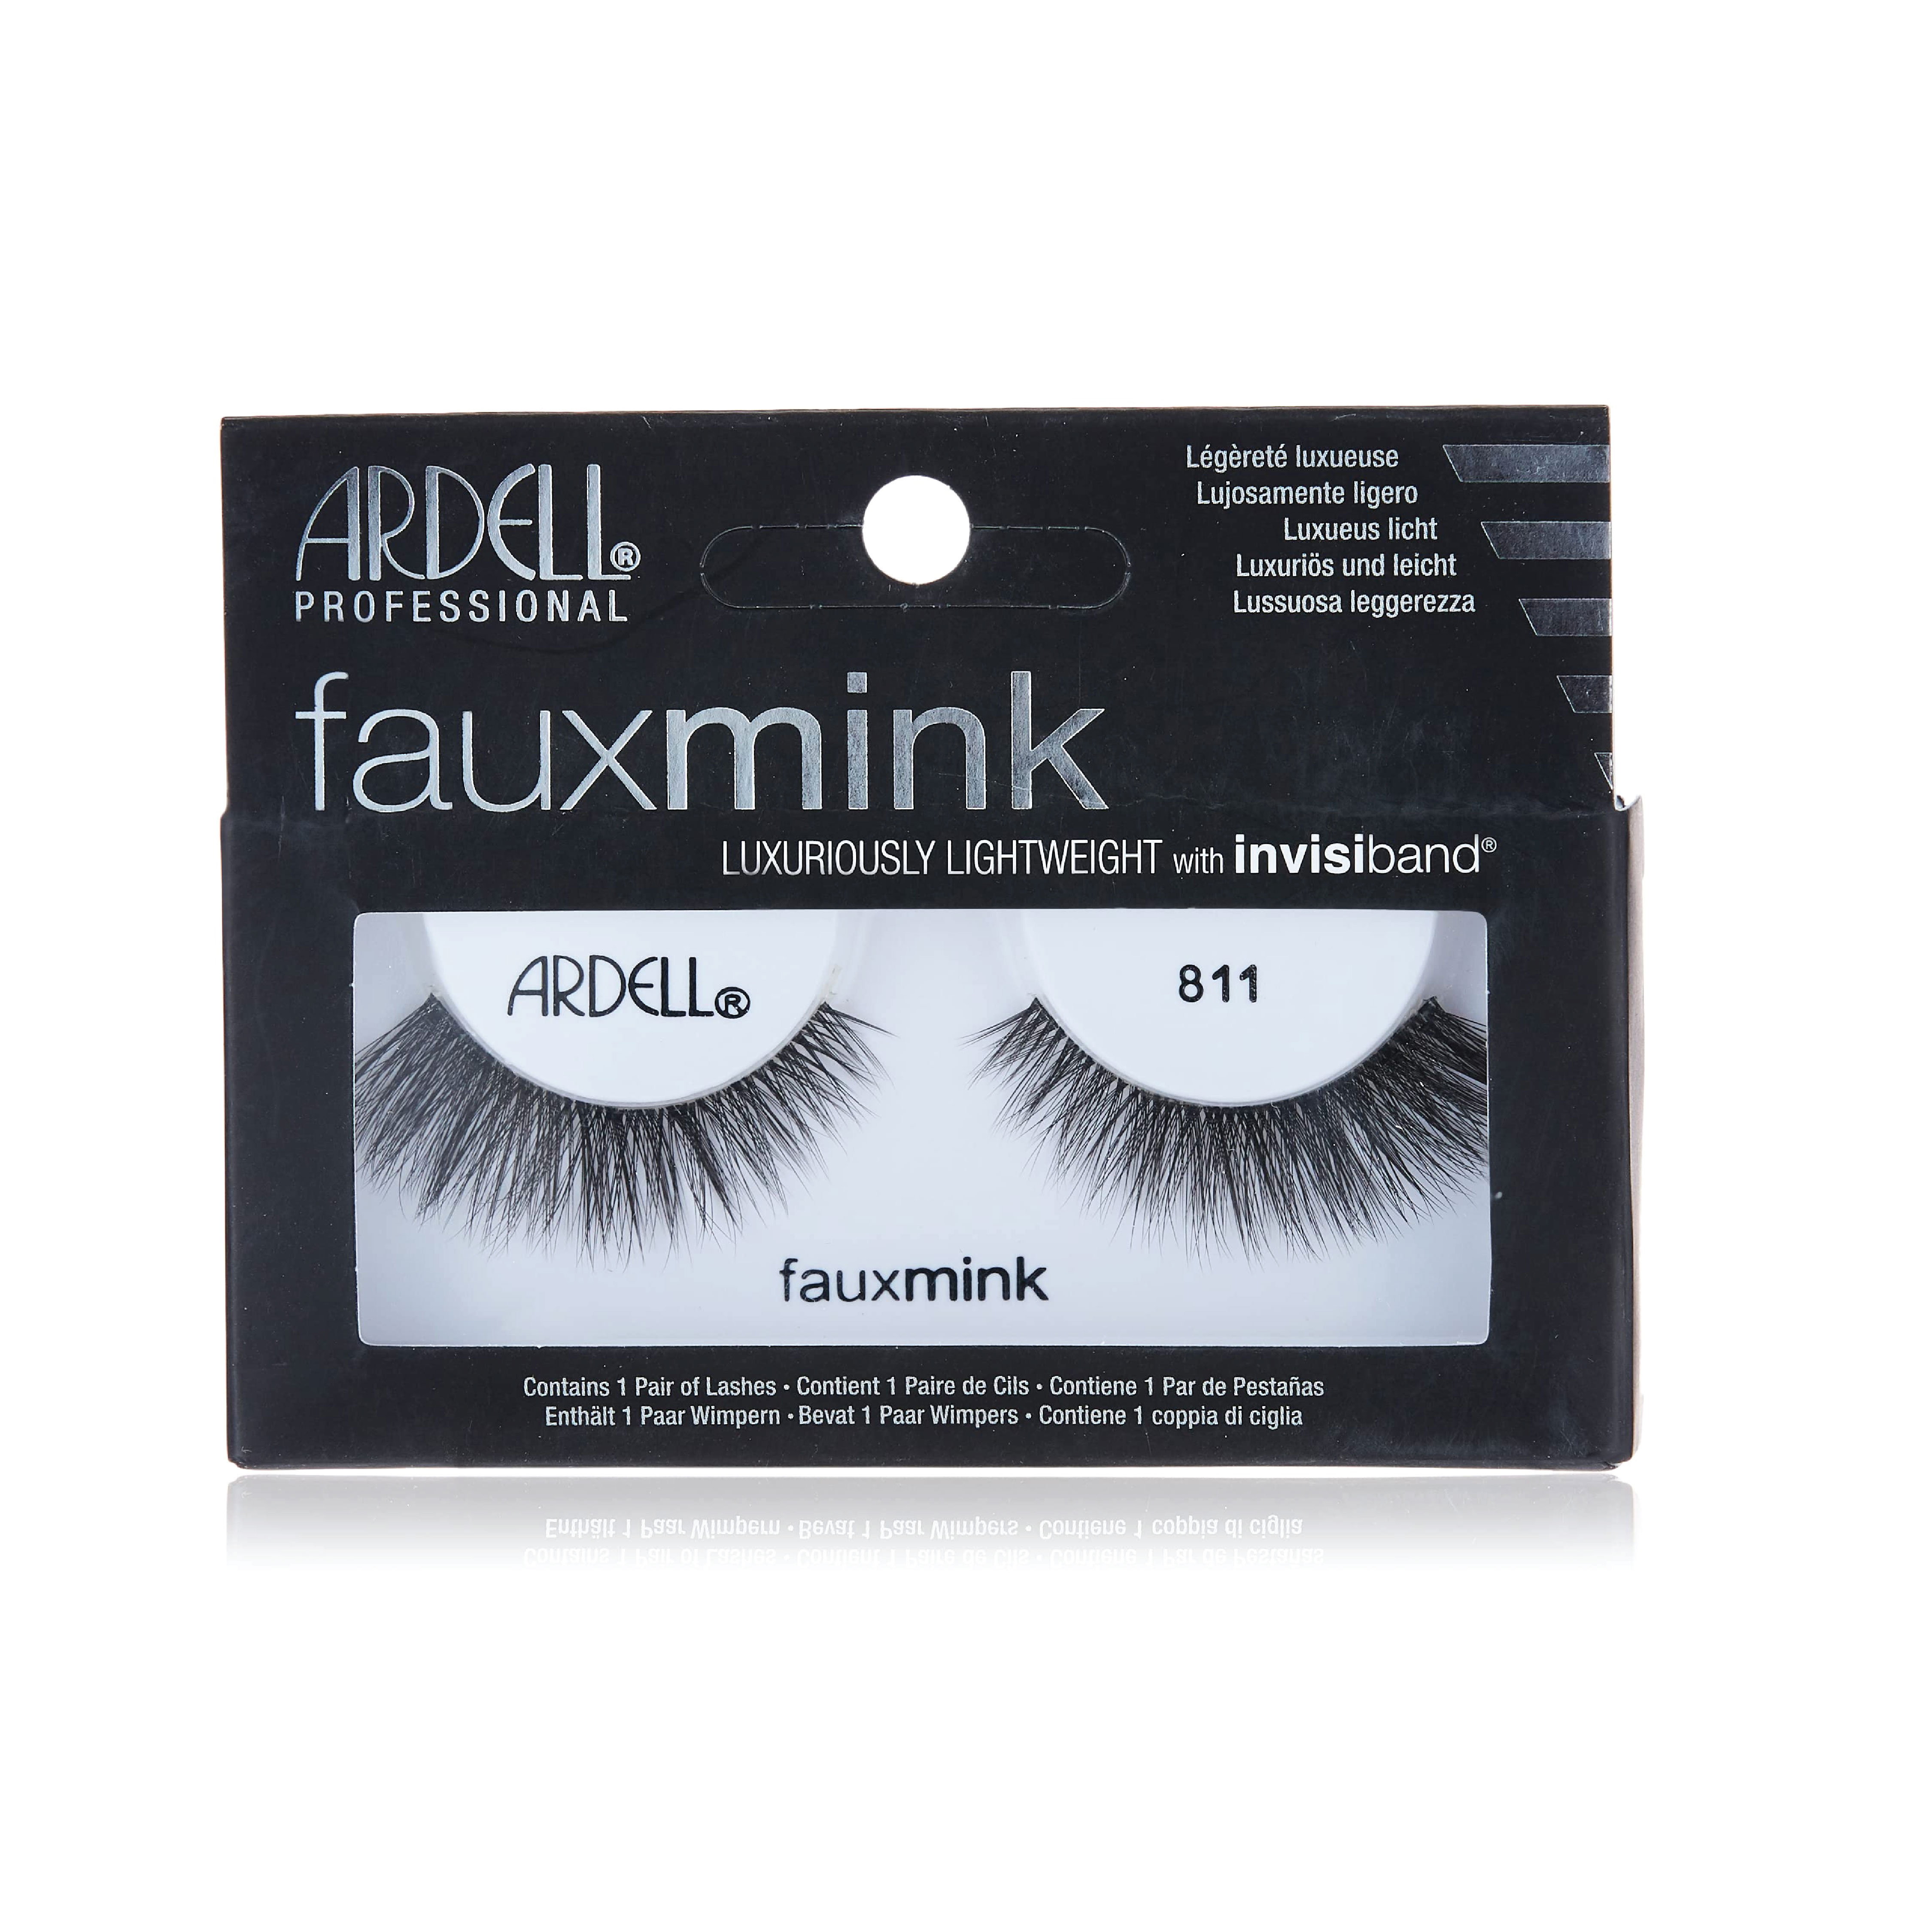 ARDELL®
PROFESSIONAL
Légèreté luxueuse
Lujosamente ligero
Luxueus licht
Luxuriös und leicht
Lussuosa leggerezza
fauxmink
LUXURIOUSLY LIGHTWEIGHT with invisiband®
ARDELL®
811
fauxmink
Contains 1 Pair of Lashes • Contient 1 Paire de Cils • Contiene 1 Par de Pestañas
Enthält 1 Paar Wimpern • Bevat 1 Paar Wimpers • Contiene 1 coppia di ciglia